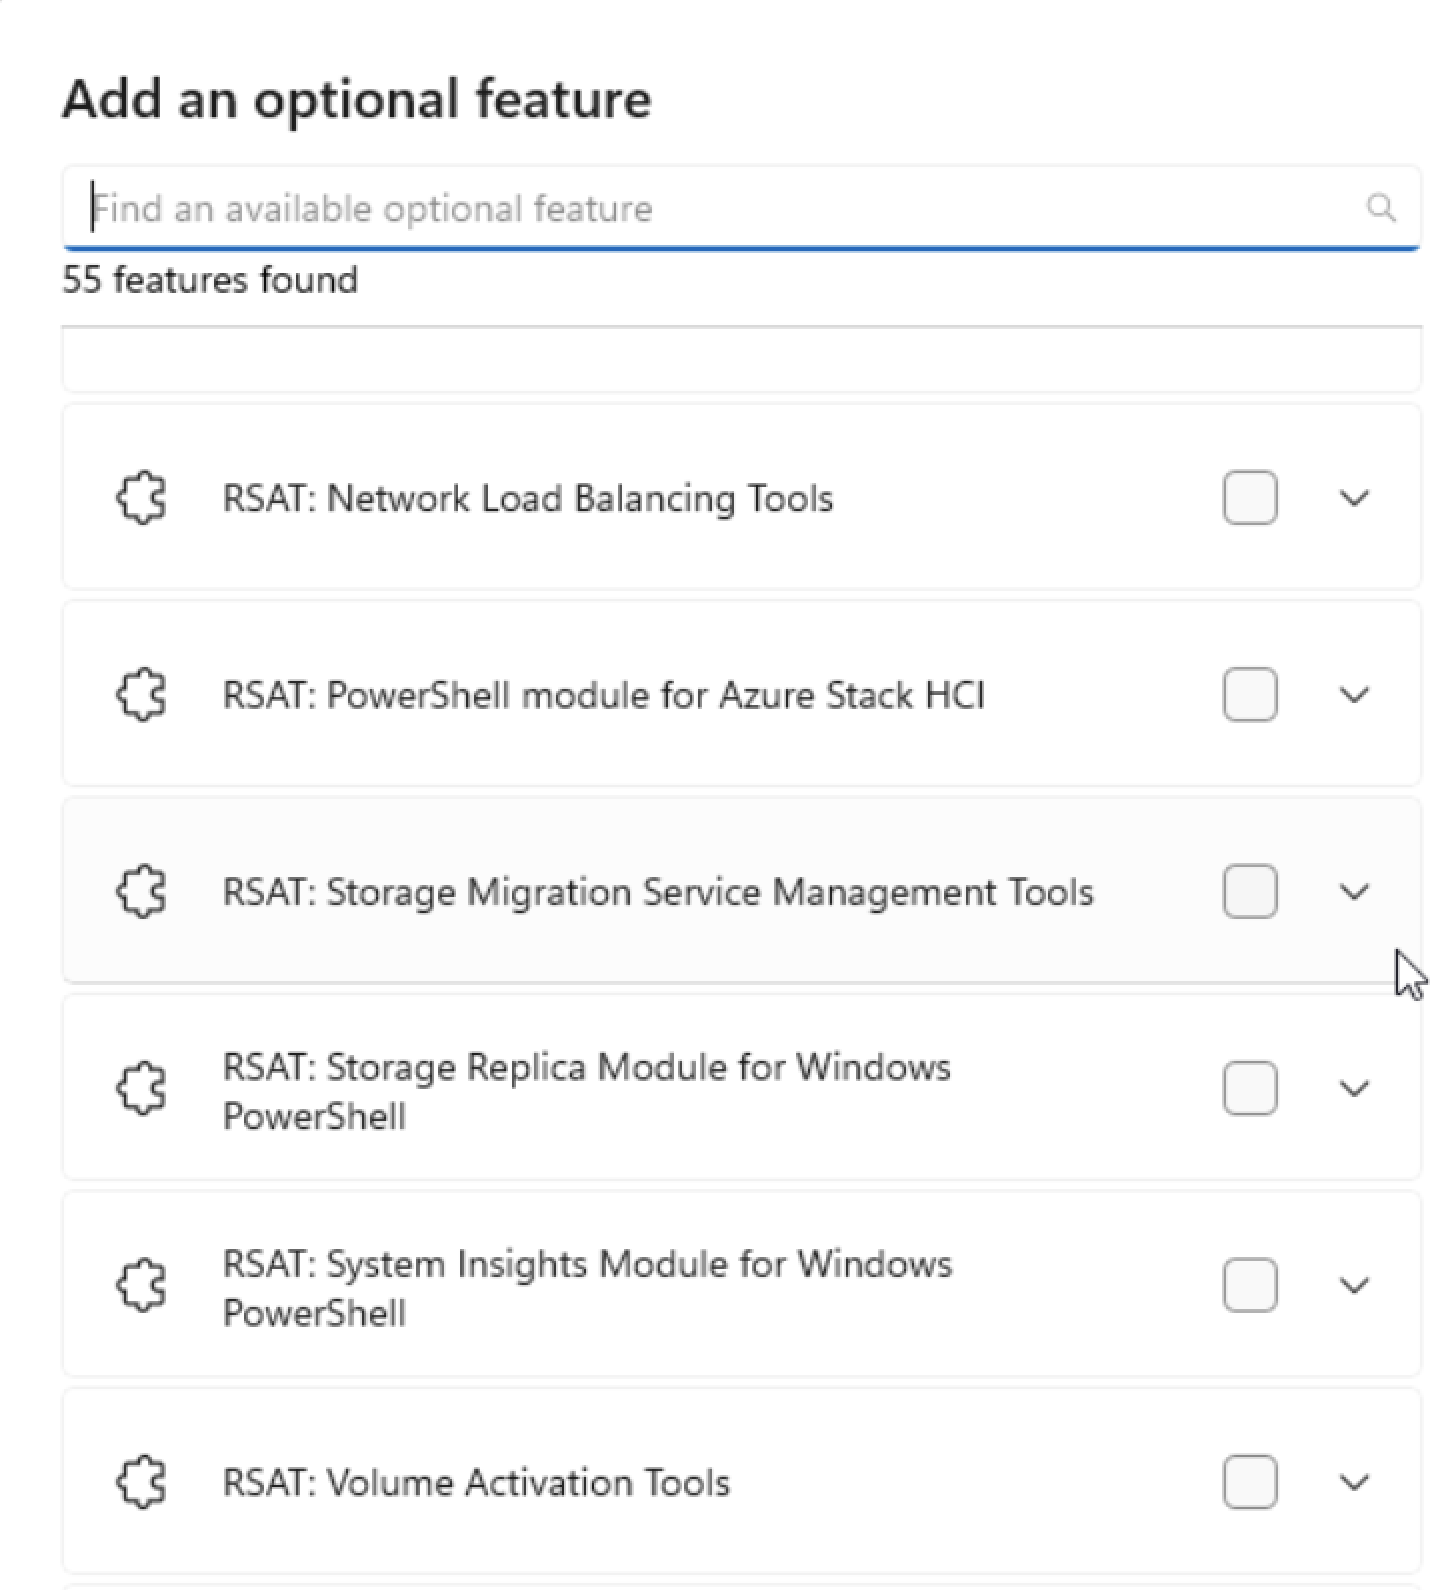 Add an optional feature
Find an available optional feature
55 features found
RSAT: Network Load Balancing Tools
RSAT: PowerShell module for Azure Stack HCI
RSAT: Storage Migration Service Management Tools
RSAT: Storage Replica Module for Windows
PowerShell
RSAT: System Insights Module for Windows
PowerShell
RSAT: Volume Activation Tools